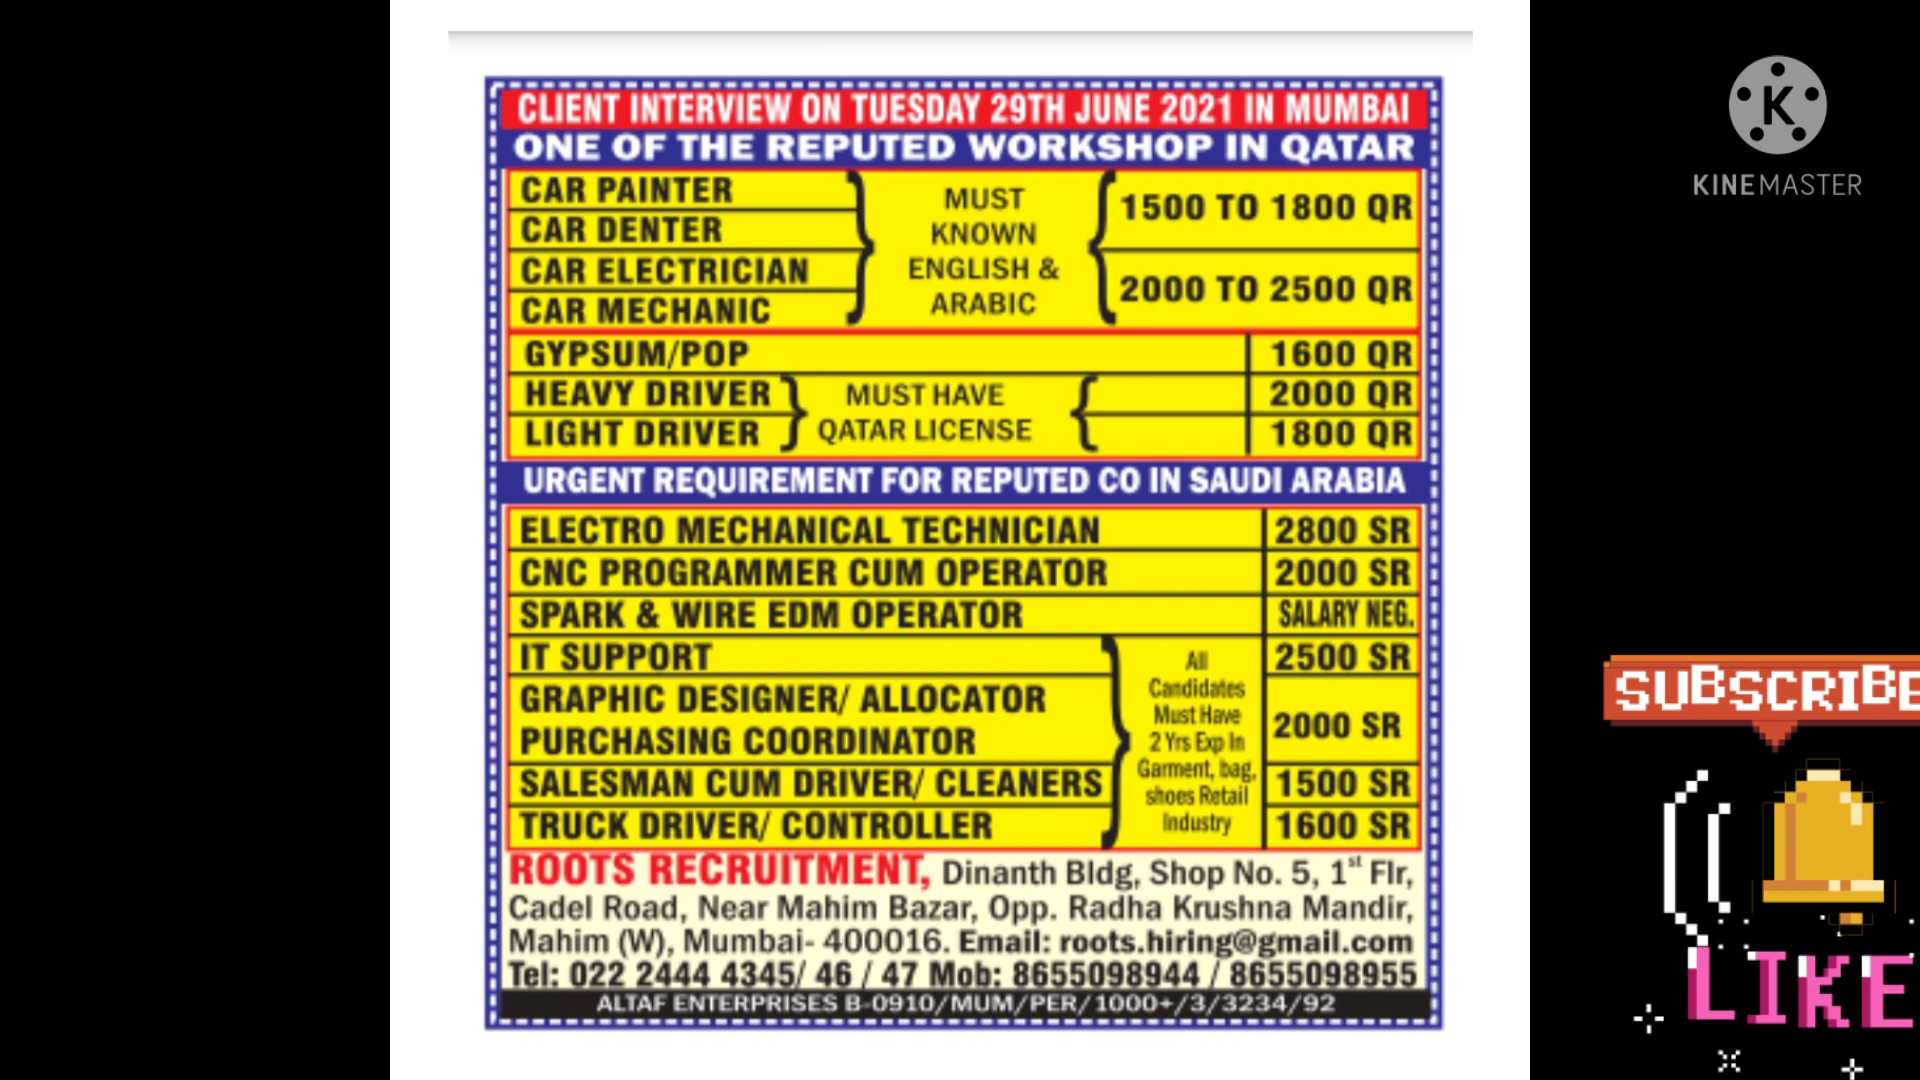 CLIENT INTERVIEW ON TUESDAY 29TH JUNE 2021 IN MUMBAI
ONE OF THE REPUTED WORKSHOP IN QATAR
CAR PAINTER
CAR DENTER
CAR ELECTRICIAN
CAR MECHANIC
MUST
KNOWN
ENGLISH &
ARABIC
1500 TO 1800 QR
2000 TO 2500 QR
GYPSUM/POP 1600 QR
HEAVY DRIVER 2000 QR
LIGHT DRIVER 1800 QR
MUST HAVE
QATAR LICENSE
URGENT REQUIREMENT FOR REPUTED CO IN SAUDI ARABIA
ELECTRO MECHANICAL TECHNICIAN 2800 SR
CNC PROGRAMMER CUM OPERATOR 2000 SR
SPARK & WIRE EDM OPERATOR SALARY NEG.
IT SUPPORT 2500 SR
GRAPHIC DESIGNER/ ALLOCATOR
PURCHASING COORDINATOR
2000 SR
SALESMAN CUM DRIVER/ CLEANERS 1500 SR
TRUCK DRIVER/ CONTROLLER 1600 SR
All
Candidates
Must Have
2 Yrs Exp In
Garment, bag,
shoes Retail
Industry
ROOTS RECRUITMENT, Dinanth Bldg, Shop No. 5, 1st Flr,
Cadel Road, Near Mahim Bazar, Opp. Radha Krushna Mandir,
Mahim (W), Mumbai- 400016. Email: roots.hiring@gmail.com
Tel: 022 2444 4345/ 46 / 47 Mob: 8655098944 / 8655098955
ALTAF ENTERPRISES B-0910/MUM/PER/1000+/3/3234/92
K
KINEMASTER
SUBSCRIBE
LIKE